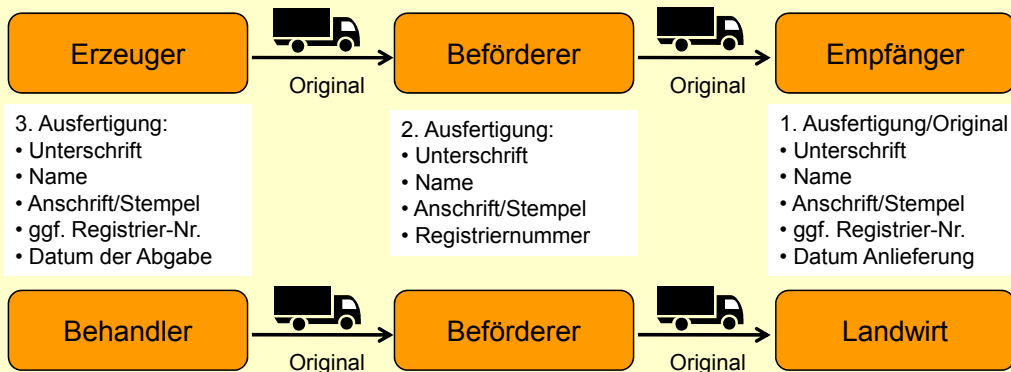 Erzeuger
Original
Beförderer
Original
Empfänger
3. Ausfertigung:
• Unterschrift
• Name
• Anschrift/Stempel
• ggf. Registrier-Nr.
• Datum der Abgabe
2. Ausfertigung:
• Unterschrift
• Name
• Anschrift/Stempel
• Registriernummer
1. Ausfertigung/Original
• Unterschrift
• Name
• Anschrift/Stempel
• ggf. Registrier-Nr.
• Datum Anlieferung
Behandler
Original
Beförderer
Original
Landwirt